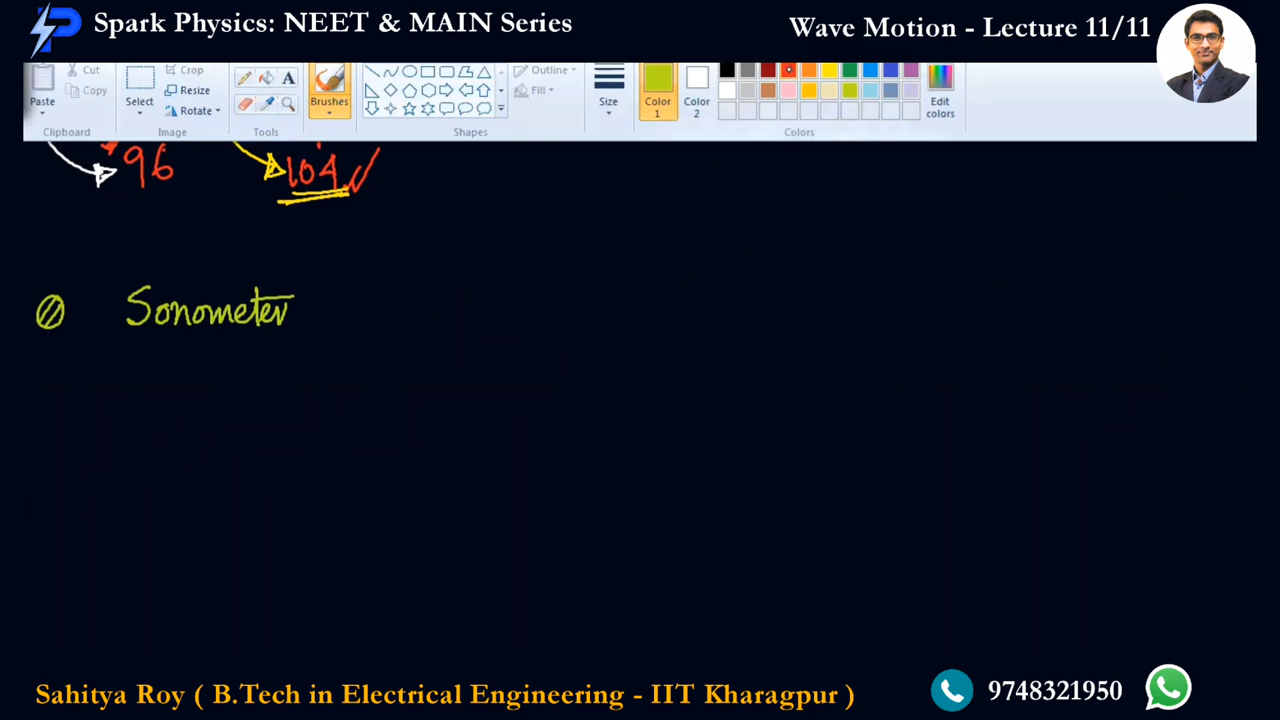 Spark Physics: NEET & MAIN Series
Wave Motion - Lecture 11/11
Paste
Cut
Copy
Clipboard
Select
Crop
Resize
Rotate
Image
A
Tools
Brushes
Outline
Fill
Shapes
Size
Color 1
Color 2
Edit colors
Colors
96
104
Sonometer
Sahitya Roy ( B.Tech in Electrical Engineering - IIT Kharagpur )
9748321950